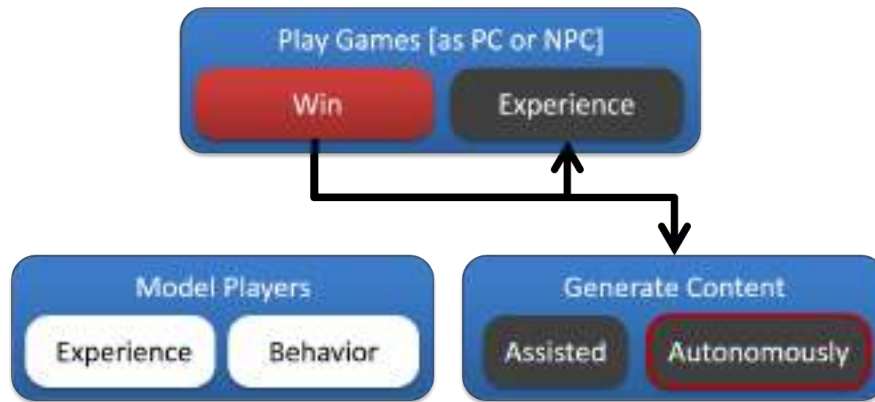 Play Games [as PC or NPC]
Win Experience
Model Players Generate Content
Experience Behavior Assisted Autonomously